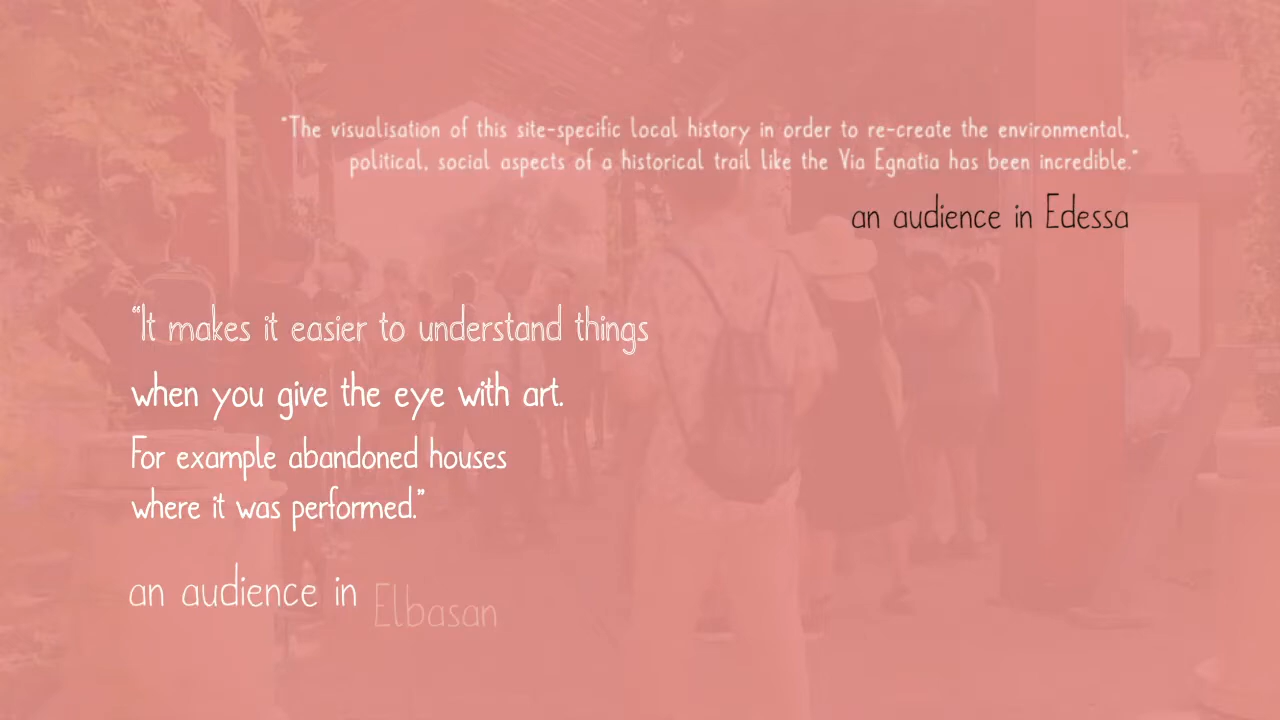 "The visualisation of this site-specific local history in order to re-create the environmental,
political, social aspects of a historical trail like the Via Egnatia has been incredible."
an audience in Edessa
“It makes it easier to understand things
when you give the eye with art.
For example abandoned houses
where it was performed.”
an audience in Elbasan